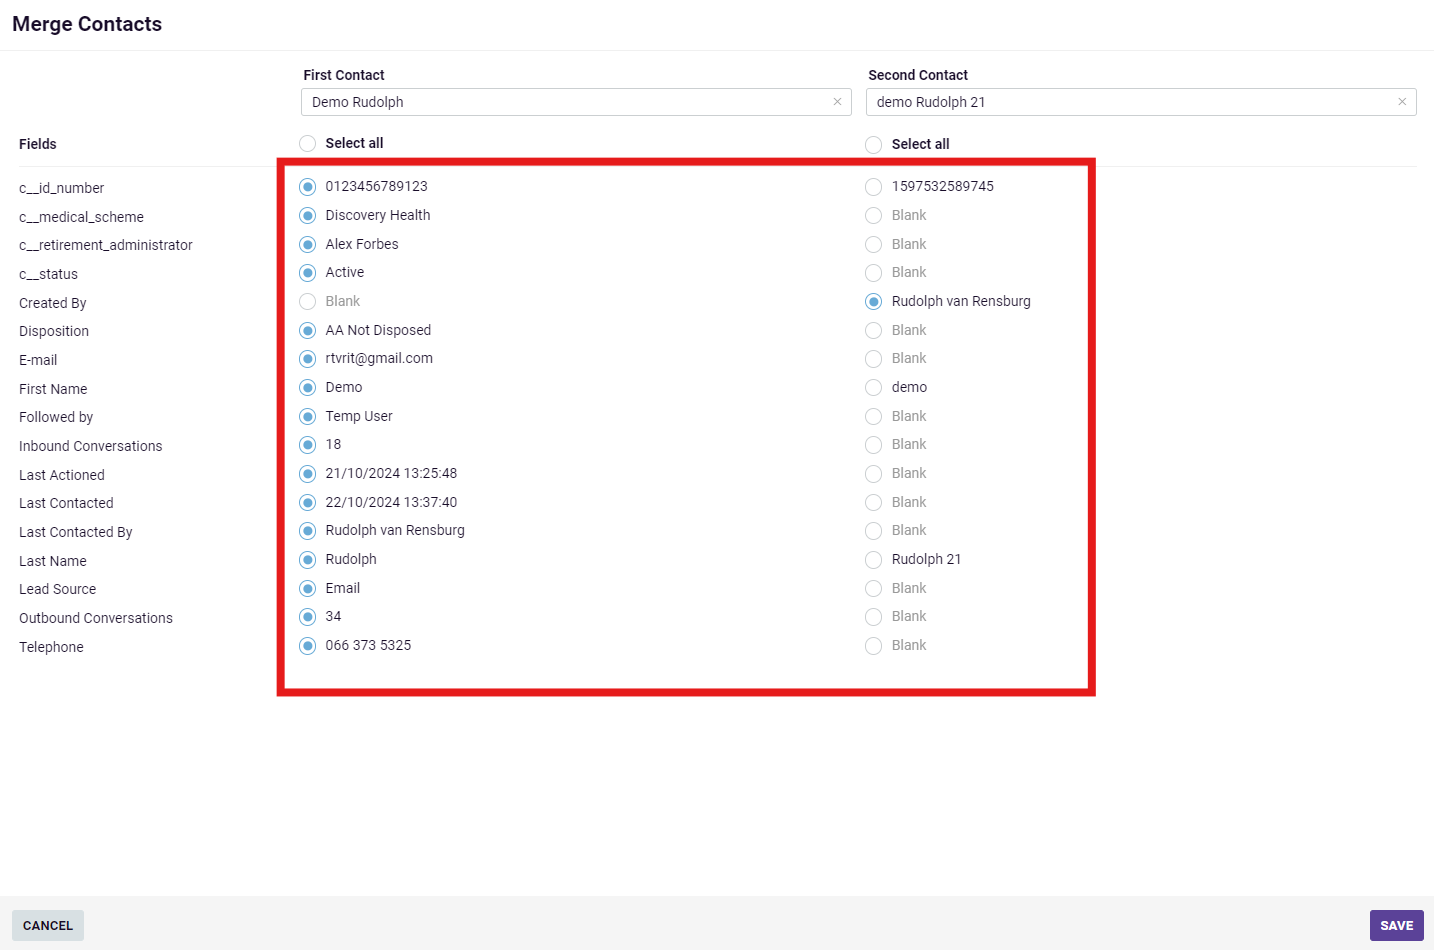 Merge Contacts
First Contact Second Contact
Demo Rudolph × demo Rudolph 21 ×
Fields Select all Select all
c__id_number 0123456789123 1597532589745
c__medical_scheme Discovery Health Blank
c__retirement_administrator Alex Forbes Blank
c__status Active Blank
Created By Blank Rudolph van Rensburg
Disposition AA Not Disposed Blank
E-mail rtvrit@gmail.com Blank
First Name Demo demo
Followed by Temp User Blank
Inbound Conversations 18 Blank
Last Actioned 21/10/2024 13:25:48 Blank
Last Contacted 22/10/2024 13:37:40 Blank
Last Contacted By Rudolph van Rensburg Blank
Last Name Rudolph Rudolph 21
Lead Source Email Blank
Outbound Conversations 34 Blank
Telephone 066 373 5325 Blank
CANCEL SAVE